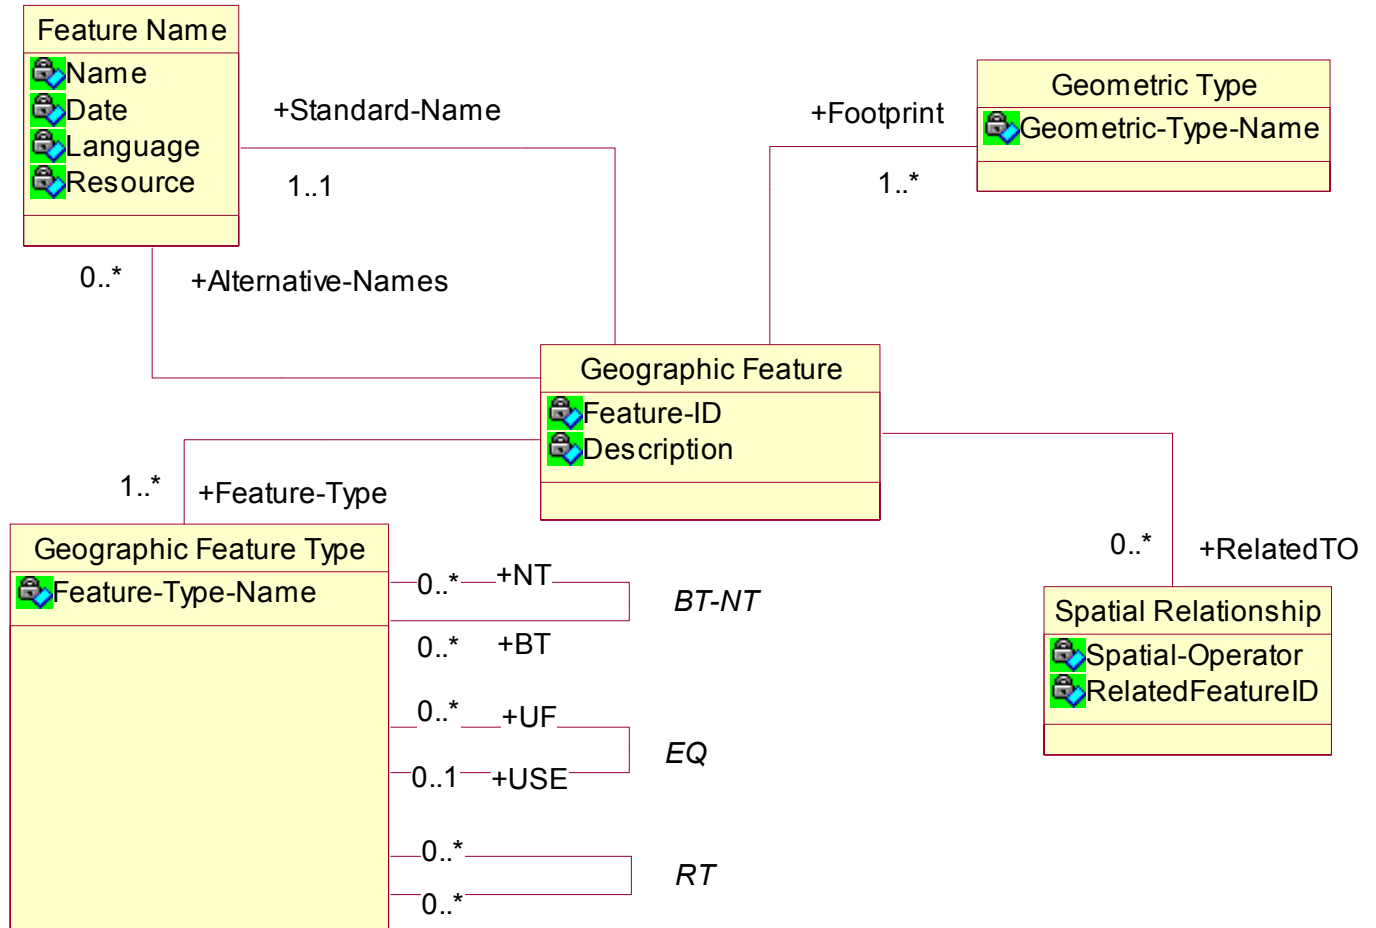 Feature Name
Name
Date
Language
Resource
+Standard-Name
1..1
0..*
+Alternative-Names
Geometric Type
Geometric-Type-Name
+Footprint
1..*
Geographic Feature
Feature-ID
Description
1..*
+Feature-Type
Geographic Feature Type
Feature-Type-Name
0..*
+NT
BT-NT
0..*
+BT
0..*
+UF
EQ
0..1
+USE
0..*
RT
0..*
0..*
+RelatedTO
Spatial Relationship
Spatial-Operator
RelatedFeatureID